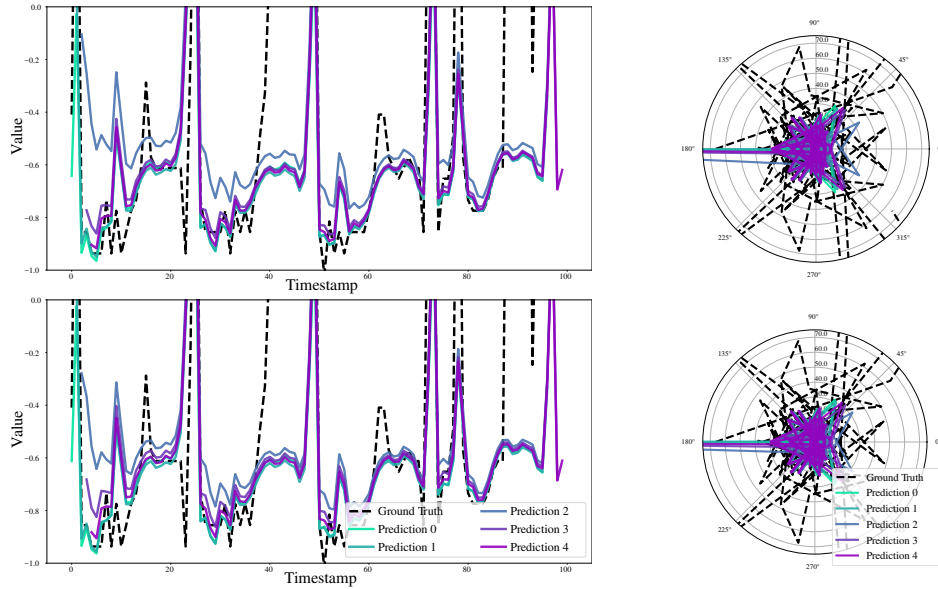 0.0
−0.2
−0.4
−0.6
−0.8
−1.0
Value
0
20
40
60
80
100
Timestamp
90°
135°
45°
180°
225°
315°
270°
70.0
60.0
50.0
40.0
0.0
−0.2
−0.4
−0.6
−0.8
−1.0
Value
0
20
40
60
80
100
Timestamp
Ground Truth
Prediction 0
Prediction 1
Prediction 2
Prediction 3
Prediction 4
90°
135°
45°
180°
225°
315°
270°
70.0
60.0
50.0
40.0
Ground Truth
Prediction 0
Prediction 1
Prediction 2
Prediction 3
Prediction 4